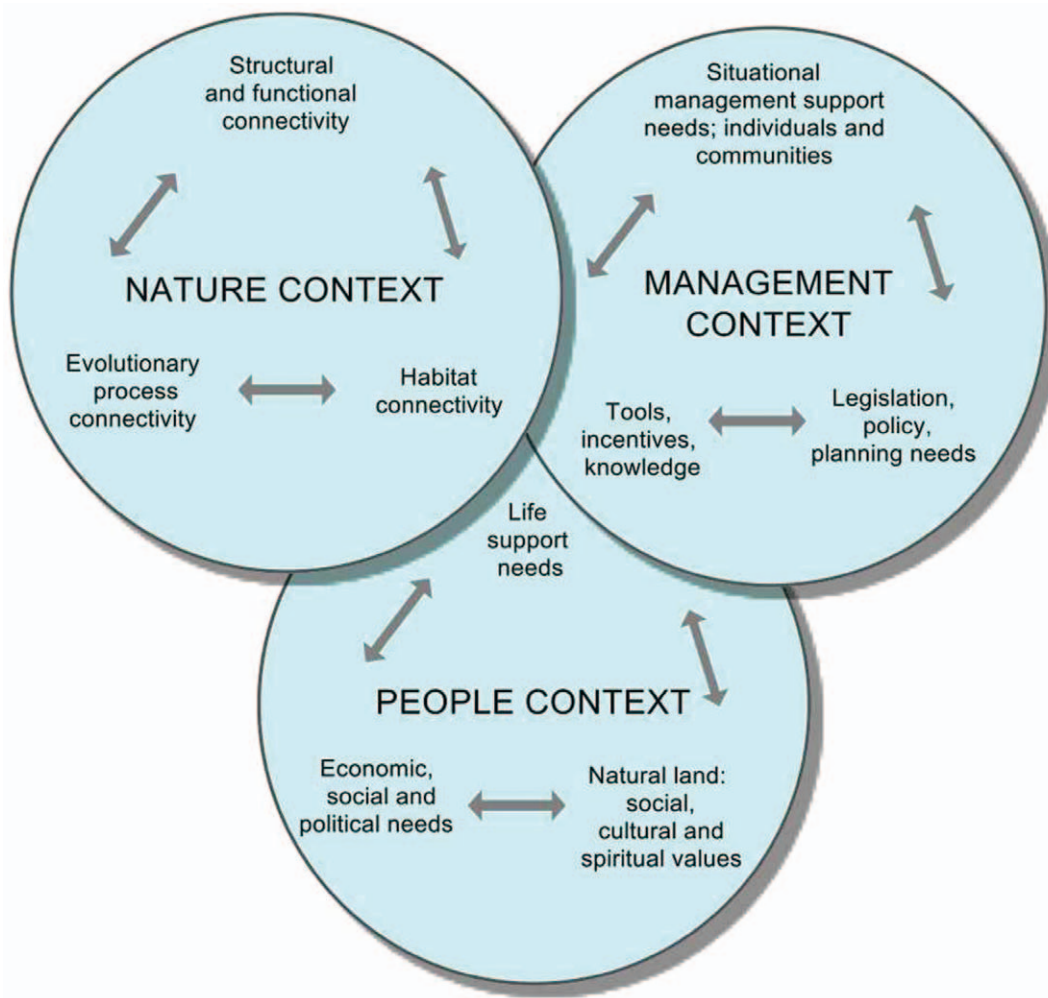 Structural
and functional
connectivity
NATURE CONTEXT
Evolutionary
process
connectivity
Habitat
connectivity
Situational
management support
needs; individuals and
communities
MANAGEMENT
CONTEXT
Tools,
incentives,
knowledge
Legislation,
policy,
planning needs
Life
support
needs
PEOPLE CONTEXT
Economic,
social and
political needs
Natural land:
social,
cultural and
spiritual values